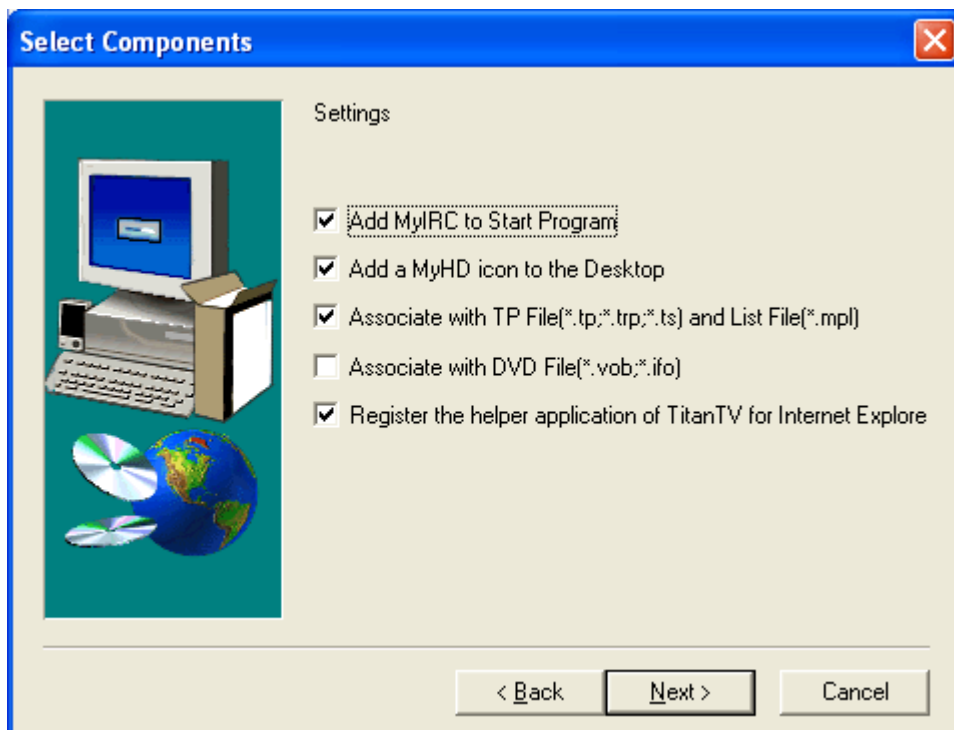 Select Components
Settings
Add MyIRC to Start Program
Add a MyHD icon to the Desktop
Associate with TP File(*.tp;*.trp;*.ts) and List File(*.mpl)
Associate with DVD File(*.vob;*.ifo)
Register the helper application of TitanTV for Internet Explore
< Back
Next >
Cancel